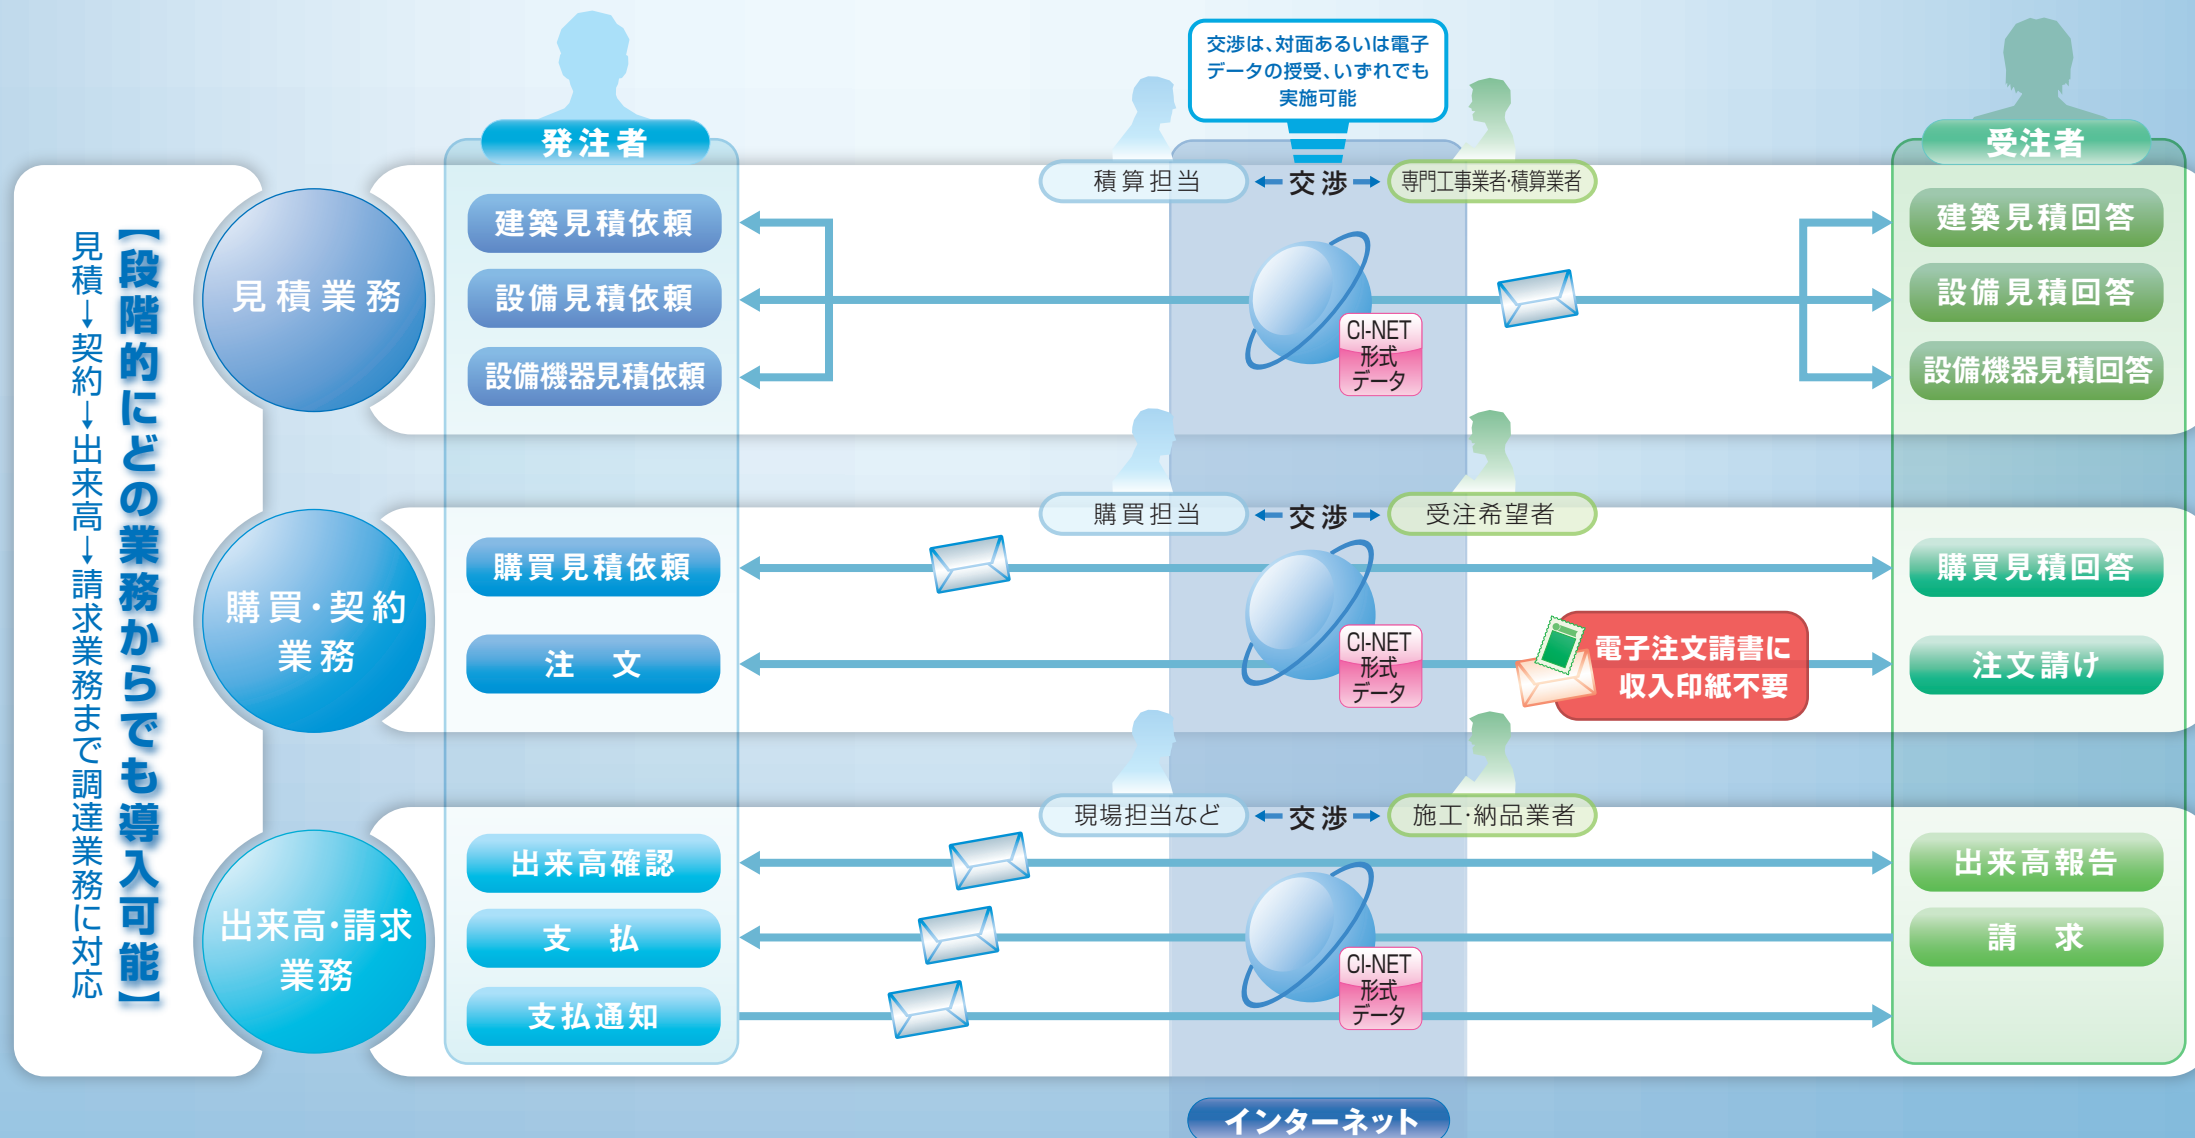 【段階的にどの業務からでも導入可能】
見積→契約→出来高→請求業務まで調達業務に対応
発注者
交渉は、対面あるいは電子
データの授受、いずれでも
実施可能
受注者
見積業務
積算担当
交渉
専門工事業者・積算業者
建築見積依頼
設備見積依頼
設備機器見積依頼
CI-NET
形式
データ
建築見積回答
設備見積回答
設備機器見積回答
購買・契約
業務
購買担当
交渉
受注希望者
購買見積依頼
注 文
CI-NET
形式
データ
電子注文請書に
収入印紙不要
購買見積回答
注文請け
出来高・請求
業務
現場担当など
交渉
施工・納品業者
出来高確認
支 払
支払通知
CI-NET
形式
データ
出来高報告
請 求
インターネット